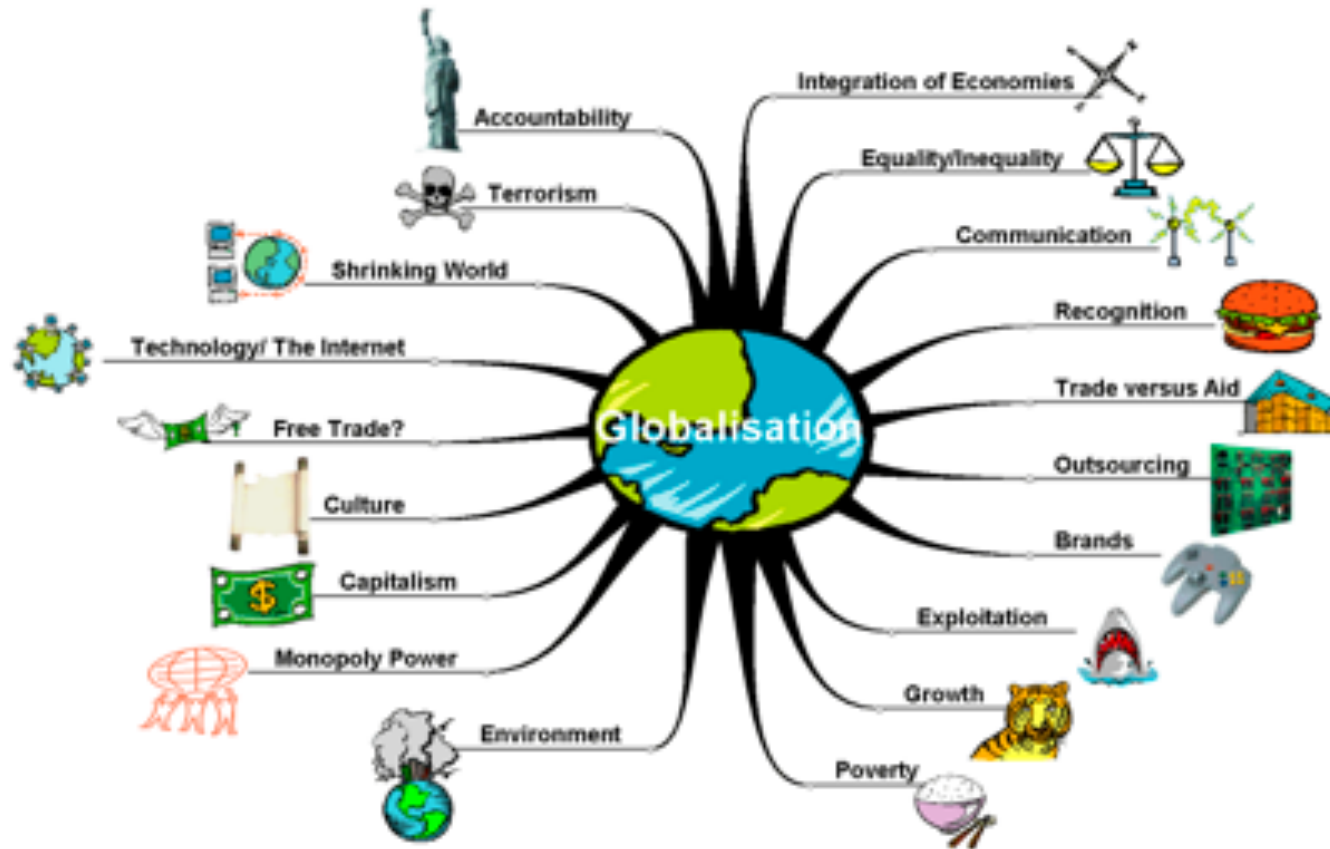 Integration of Economies
Accountability
Equality/Inequality
Terrorism
Communication
Shrinking World
Recognition
Technology/ The Internet
Trade versus Aid
Free Trade?
Globalisation
Outsourcing
Culture
Brands
Capitalism
Exploitation
Monopoly Power
Growth
Environment
Poverty